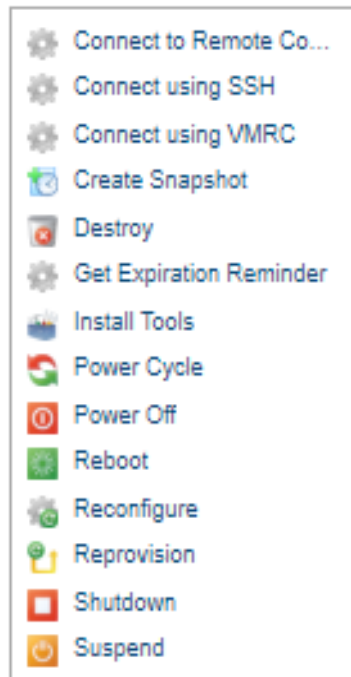 Connect to Remote Co...
Connect using SSH
Connect using VMRC
Create Snapshot
Destroy
Get Expiration Reminder
Install Tools
Power Cycle
Power Off
Reboot
Reconfigure
Reprovision
Shutdown
Suspend